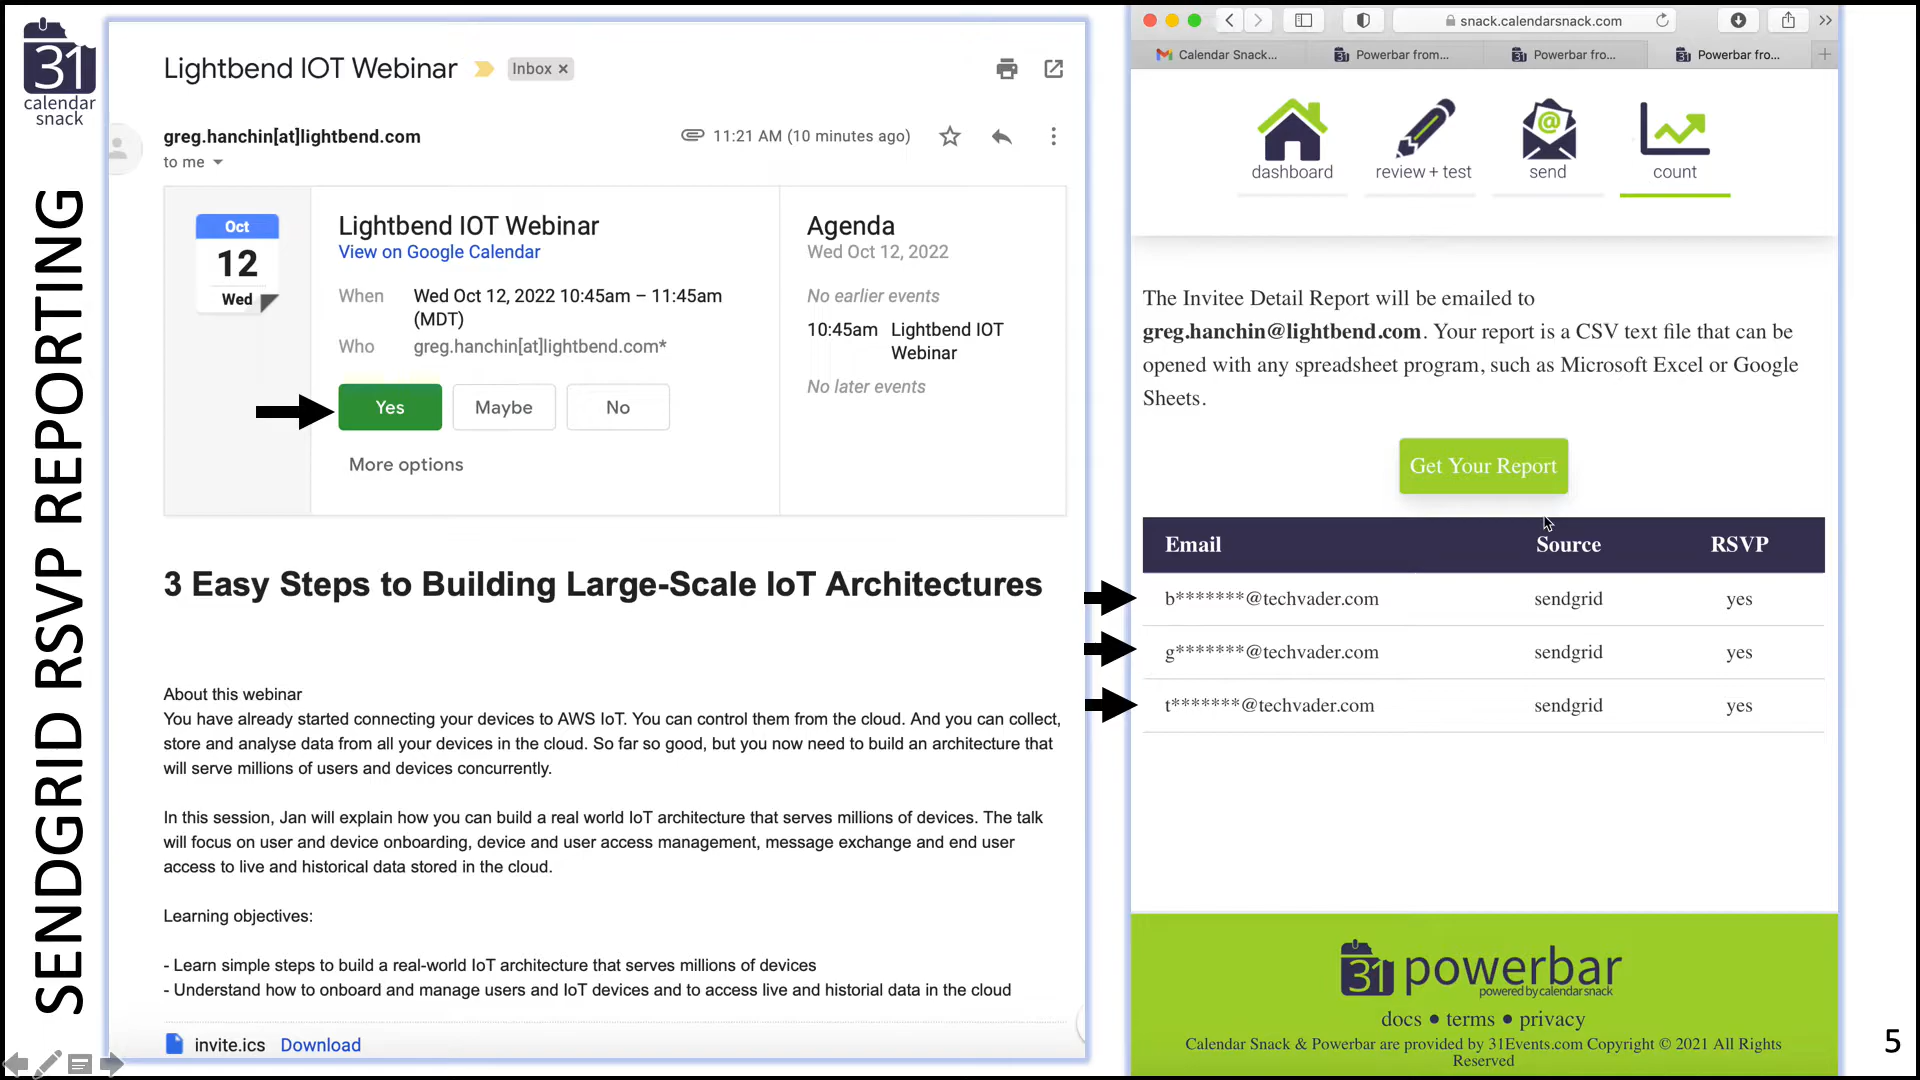 31
calendar
snack
SENDGRID RSVP REPORTING
Lightbend IOT Webinar
Inbox ×
greg.hanchin[at]lightbend.com
11:21 AM (10 minutes ago)
to me
Oct
12
Wed
Lightbend IOT Webinar
View on Google Calendar
When Wed Oct 12, 2022 10:45am – 11:45am
(MDT)
Who greg.hanchin[at]lightbend.com*
Yes Maybe No
More options
Agenda
Wed Oct 12, 2022
No earlier events
10:45am Lightbend IOT
Webinar
No later events
3 Easy Steps to Building Large-Scale IoT Architectures
About this webinar
You have already started connecting your devices to AWS IoT. You can control them from the cloud. And you can collect,
store and analyse data from all your devices in the cloud. So far so good, but you now need to build an architecture that
will serve millions of users and devices concurrently.
In this session, Jan will explain how you can build a real world IoT architecture that serves millions of devices. The talk
will focus on user and device onboarding, device and user access management, message exchange and end user
access to live and historical data stored in the cloud.
Learning objectives:
- Learn simple steps to build a real-world IoT architecture that serves millions of devices
- Understand how to onboard and manage users and IoT devices and to access live and historial data in the cloud
invite.ics Download
snack.calendarsnack.com
Calendar Snack...
31 Powerbar from...
31 Powerbar fro...
31 Powerbar fro...
dashboard
review + test
@
send
count
The Invitee Detail Report will be emailed to
greg.hanchin@lightbend.com. Your report is a CSV text file that can be
opened with any spreadsheet program, such as Microsoft Excel or Google
Sheets.
Get Your Report
Email Source RSVP
b*******@techvader.com sendgrid yes
g*******@techvader.com sendgrid yes
t*******@techvader.com sendgrid yes
31 powerbar
powered by calendar snack
docs • terms • privacy
Calendar Snack & Powerbar are provided by 31Events.com Copyright © 2021 All Rights
Reserved
5